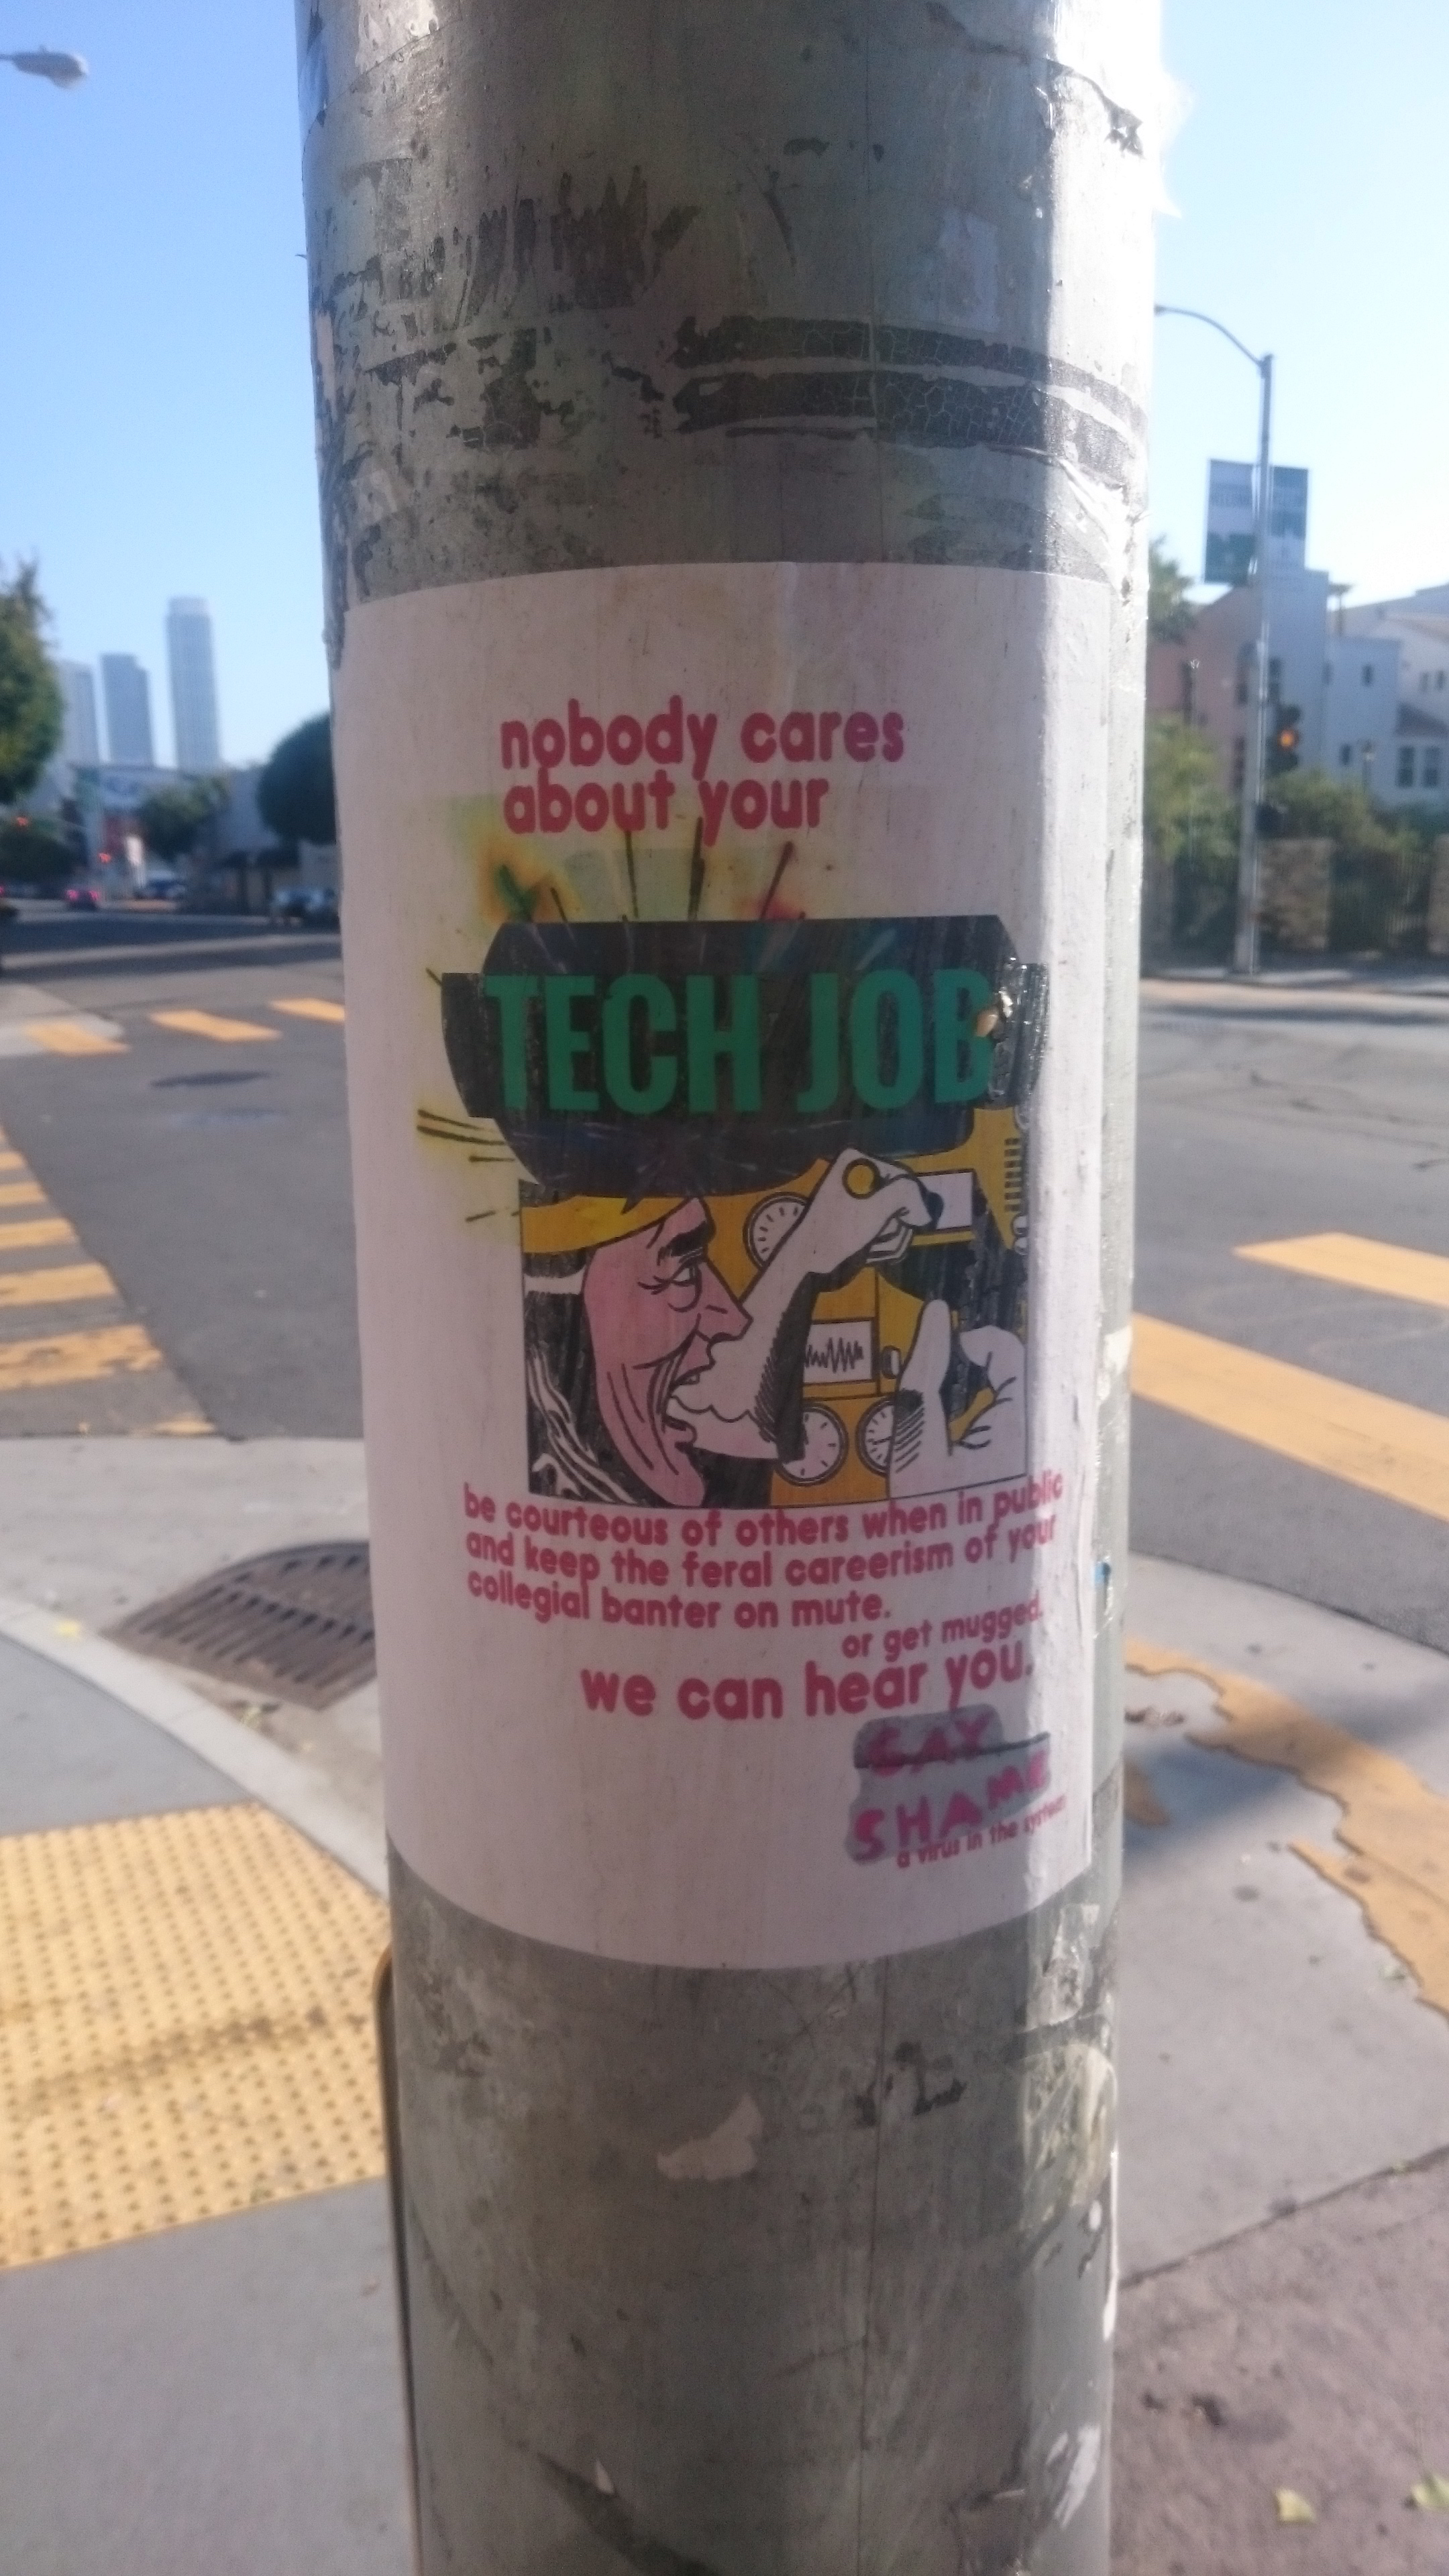 nobody cares
about your
TECH JOB
be courteous of others when in public
and keep the feral careerism of your
collegial banter on mute.
or get mugged.
we can hear you.
GAY
SHAME
a virus in the system